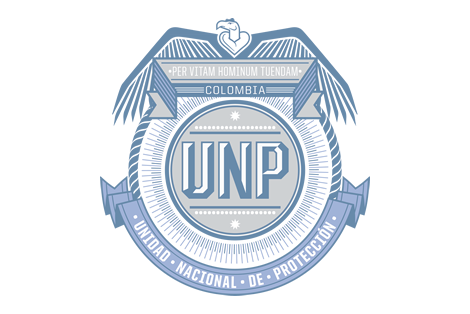 •PER VITAM HOMINUM TUENDAM•
COLOMBIA
UNP
• UNIDAD • NACIONAL • DE • PROTECCIÓN •